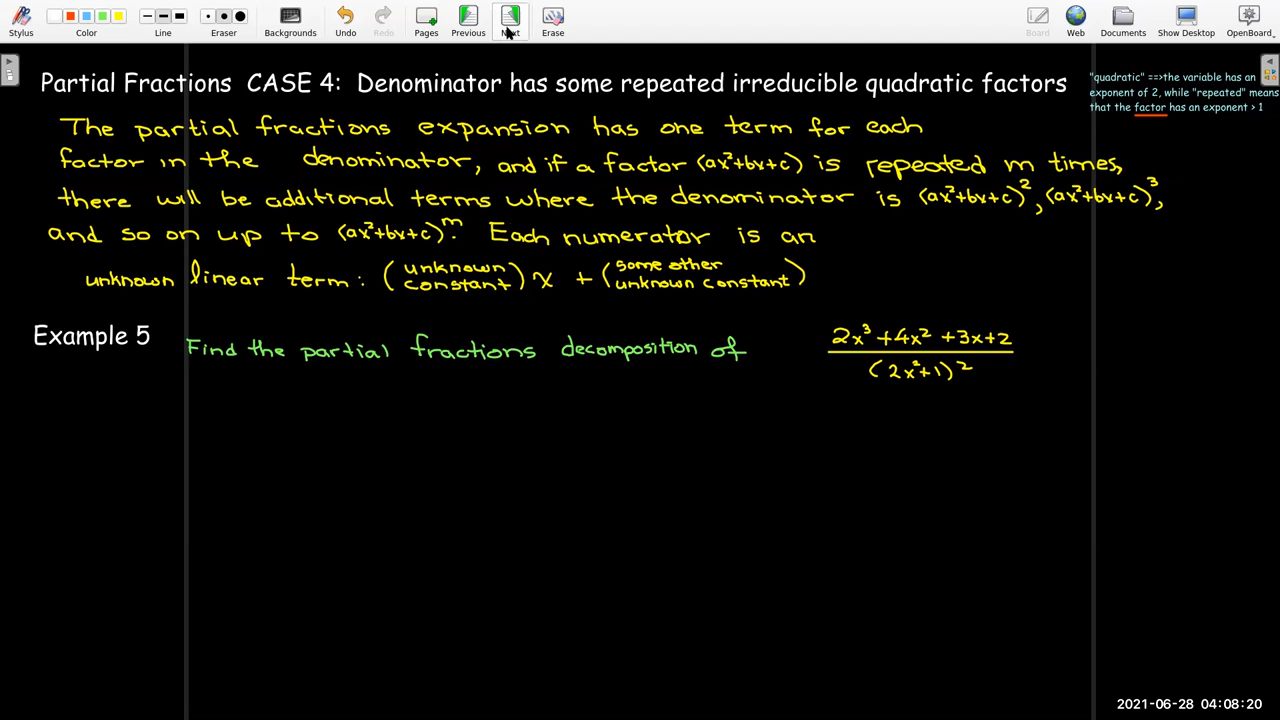 Stylus Color Line Eraser Backgrounds Undo Redo Pages Previous Next Erase Board Web Documents Show Desktop OpenBoard
Partial Fractions CASE 4: Denominator has some repeated irreducible quadratic factors
"quadratic" ==>the variable has an
exponent of 2, while "repeated" means
that the factor has an exponent > 1
The partial fractions expansion has one term for each
factor in the denominator, and if a factor (ax²+bx+c) is repeated m times,
there will be additional terms where the denominator is (ax²+bx+c)², (ax²+bx+c)³,
and so on up to (ax²+bx+c)ᵐ. Each numerator is an
unknown linear term: (unknown constant) x + (some other unknown constant)
Example 5 Find the partial fractions decomposition of
2x³+4x²+3x+2
(2x²+1)²
2021-06-28 04:08:20